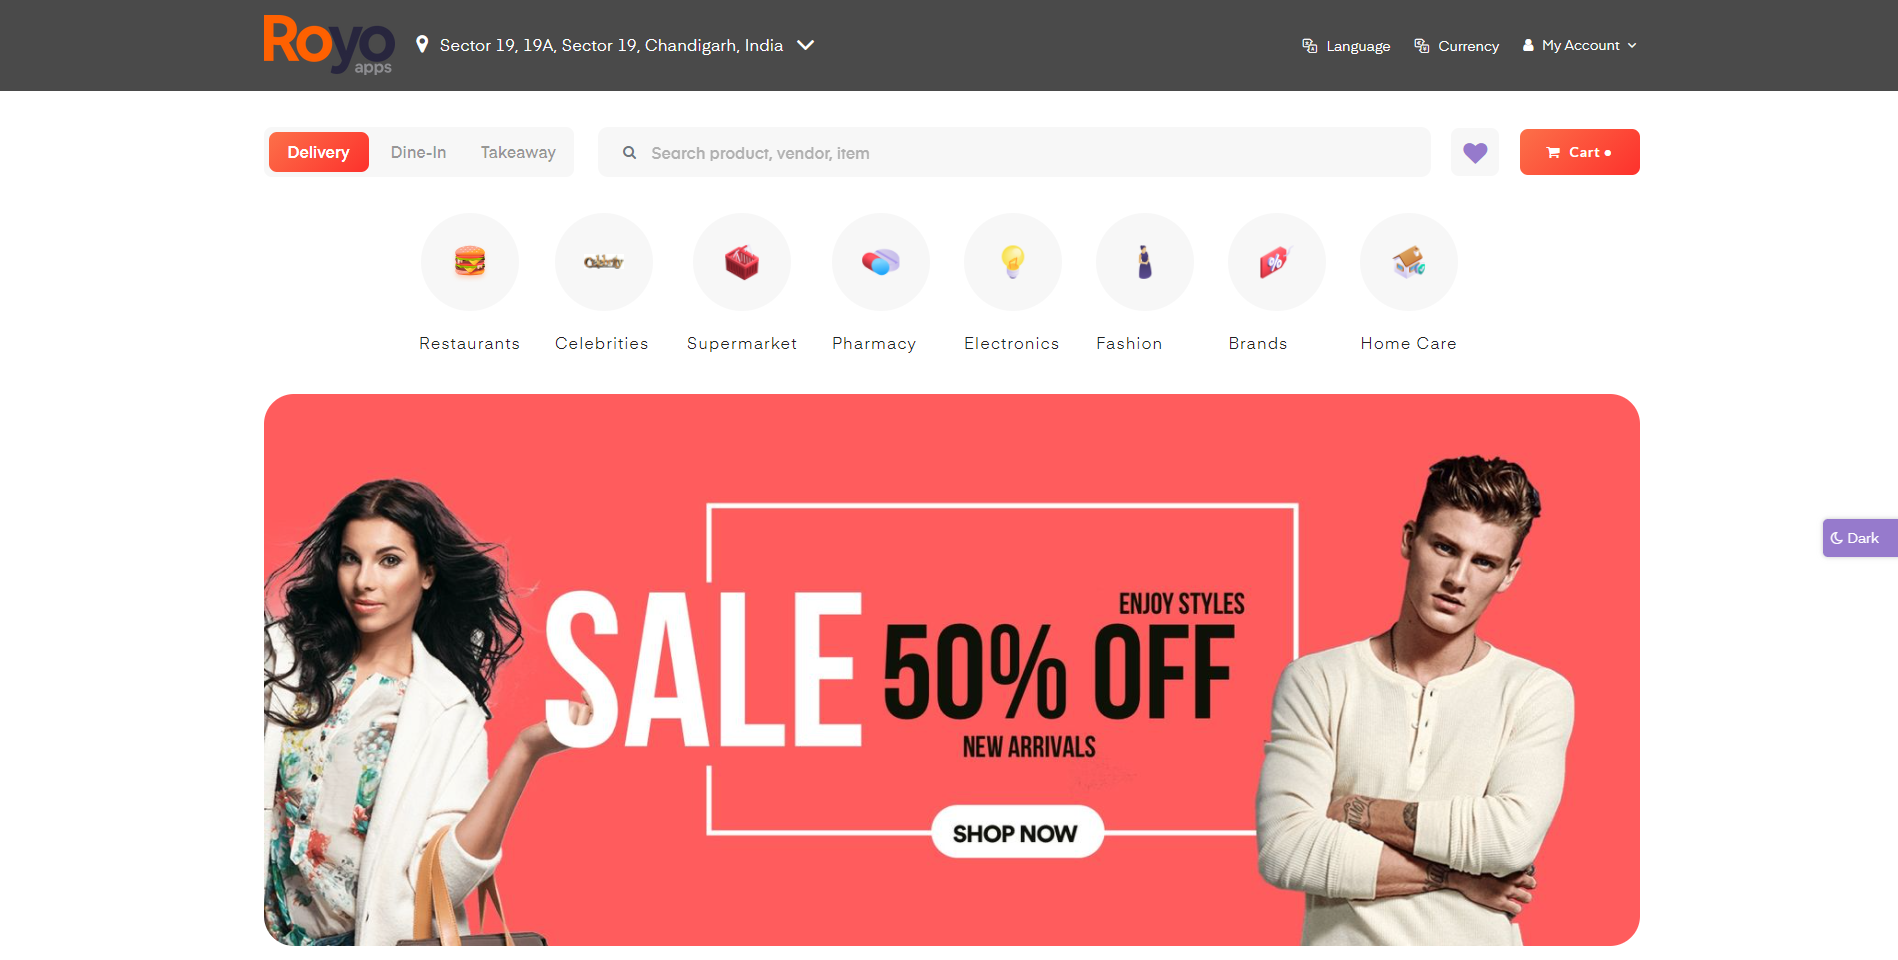 Royo
apps
Sector 19, 19A, Sector 19, Chandigarh, India
Language
Currency
My Account
Delivery
Dine-In
Takeaway
Search product, vendor, item
Cart •
Restaurants
Celebrities
Supermarket
Pharmacy
Electronics
Fashion
Brands
Home Care
SALE
ENJOY STYLES
50% OFF
NEW ARRIVALS
SHOP NOW
Dark